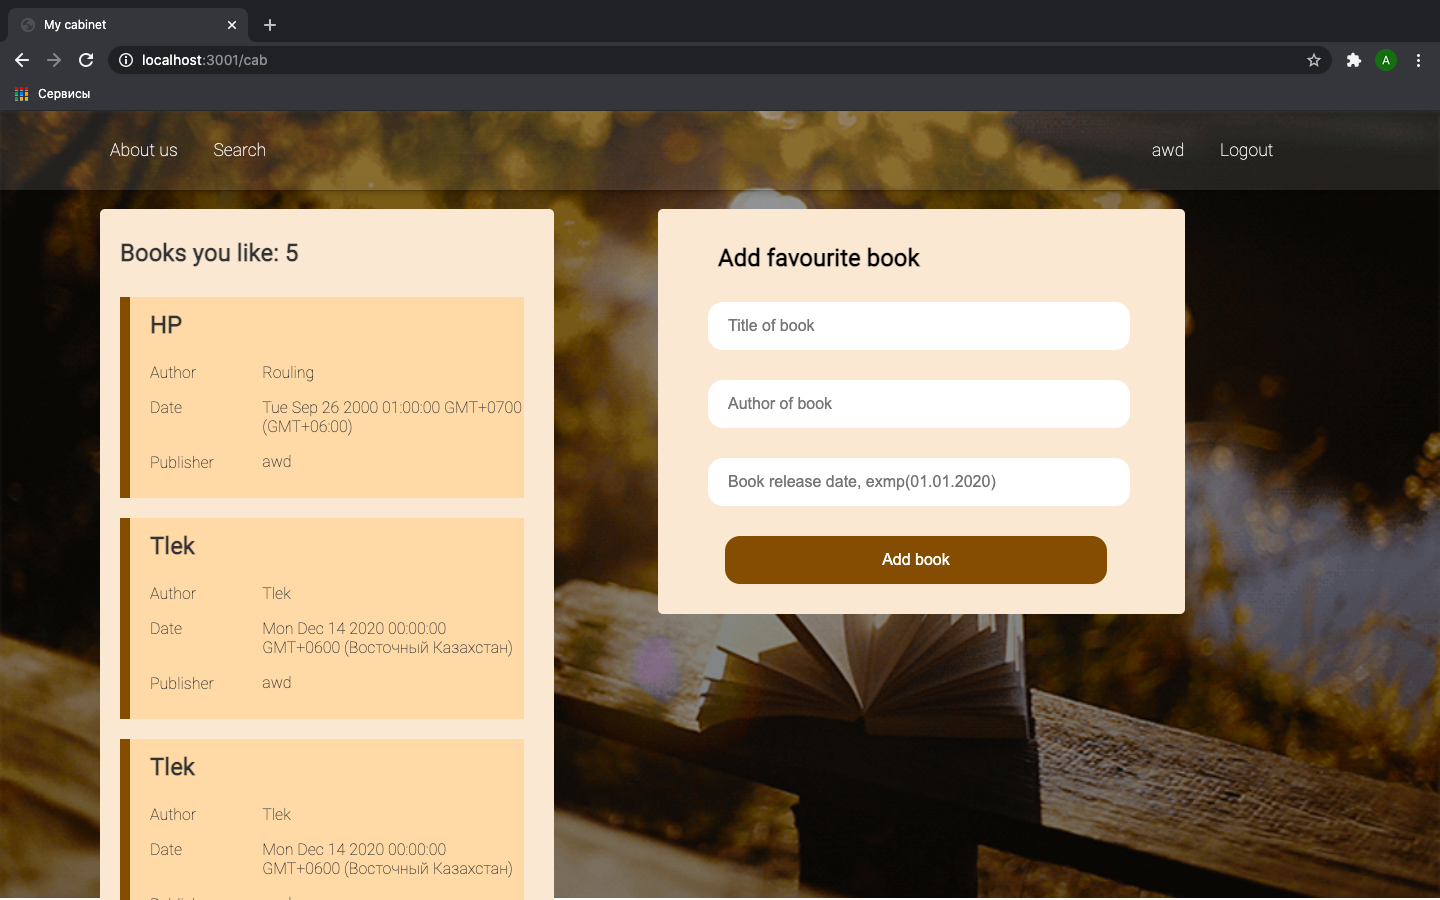 My cabinet
localhost:3001/cab
A
Сервисы
About us
Search
awd
Logout
Books you like: 5
HP
Author
Rouling
Date
Tue Sep 26 2000 01:00:00 GMT+0700
(GMT+06:00)
Publisher
awd
Tlek
Author
Tlek
Date
Mon Dec 14 2020 00:00:00
GMT+0600 (Восточный Казахстан)
Publisher
awd
Tlek
Author
Tlek
Date
Mon Dec 14 2020 00:00:00
GMT+0600 (Восточный Казахстан)
Add favourite book
Title of book
Author of book
Book release date, exmp(01.01.2020)
Add book